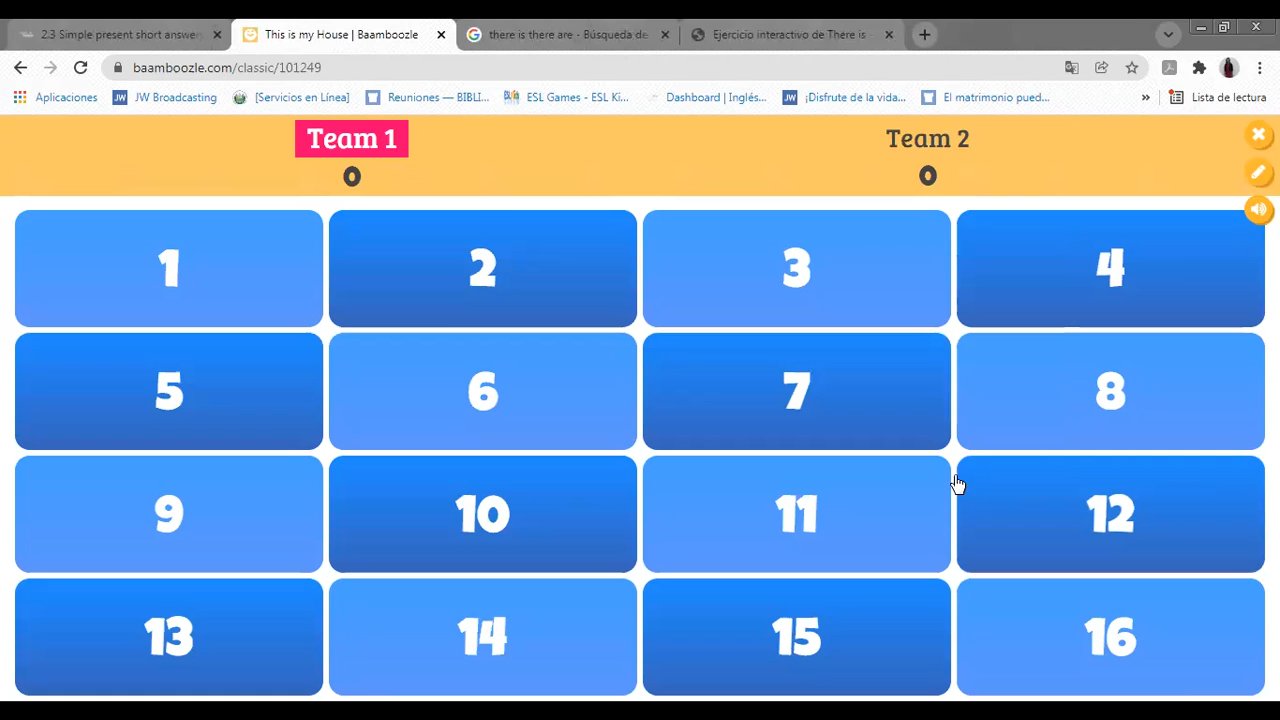 2.3 Simple present short answer
This is my House | Baamboozle
there is there are - Búsqueda de
Ejercicio interactivo de There is
baamboozle.com/classic/101249
Aplicaciones
JW Broadcasting
[Servicios en Línea]
Reuniones — BIBLI...
ESL Games - ESL Ki...
Dashboard | Inglés...
¡Disfrute de la vida...
El matrimonio pued...
»
Lista de lectura
Team 1
Team 2
0
0
1
2
3
4
5
6
7
8
9
10
11
12
13
14
15
16